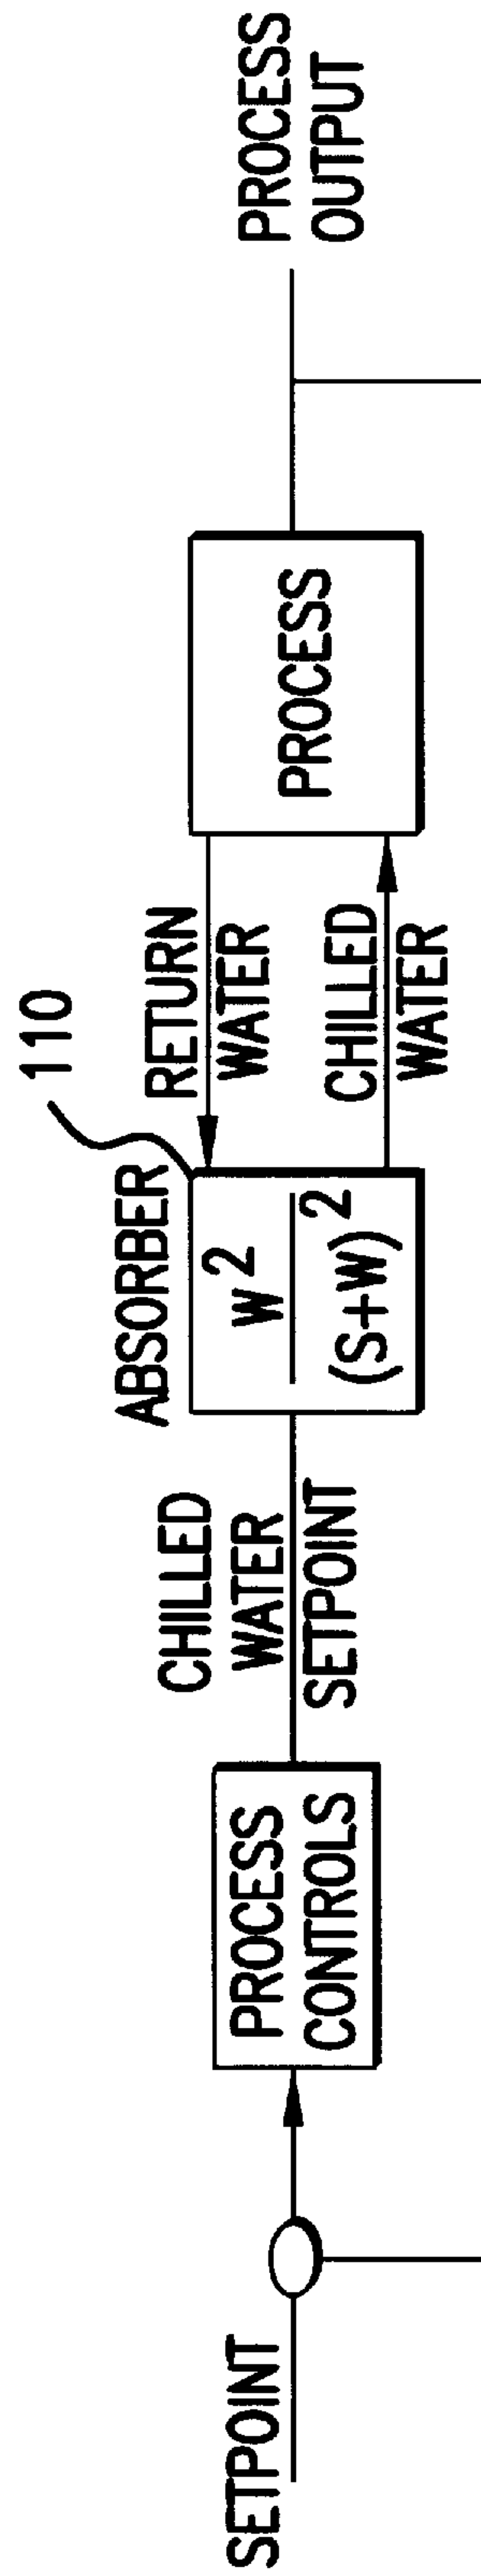 SETPOINT
PROCESS
CONTROLS
CHILLED
WATER
SETPOINT
ABSORBER
110
W²
(S+W)²
RETURN
WATER
CHILLED
WATER
PROCESS
PROCESS
OUTPUT